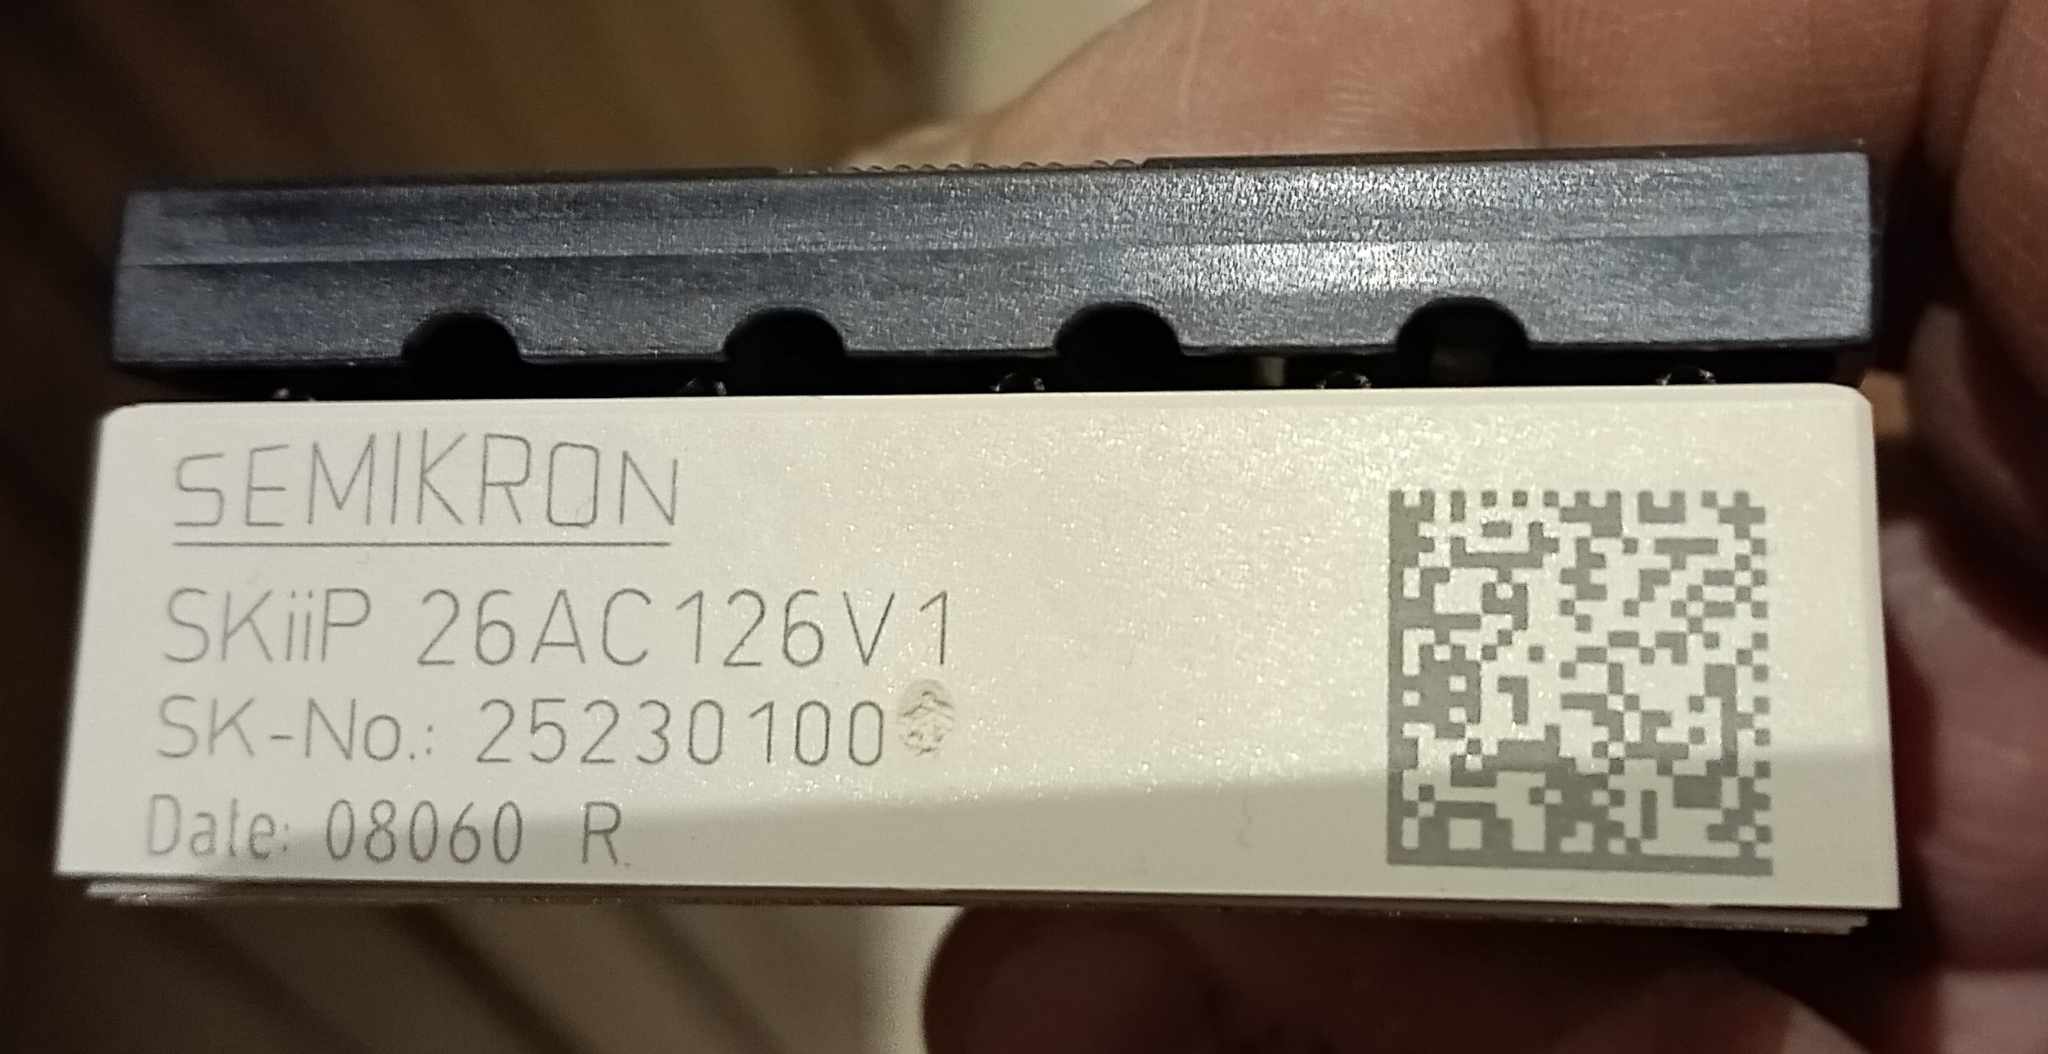 SEMIKRON
SKiiP 26AC126V1
SK-No.: 25230100
Date: 08060 R.